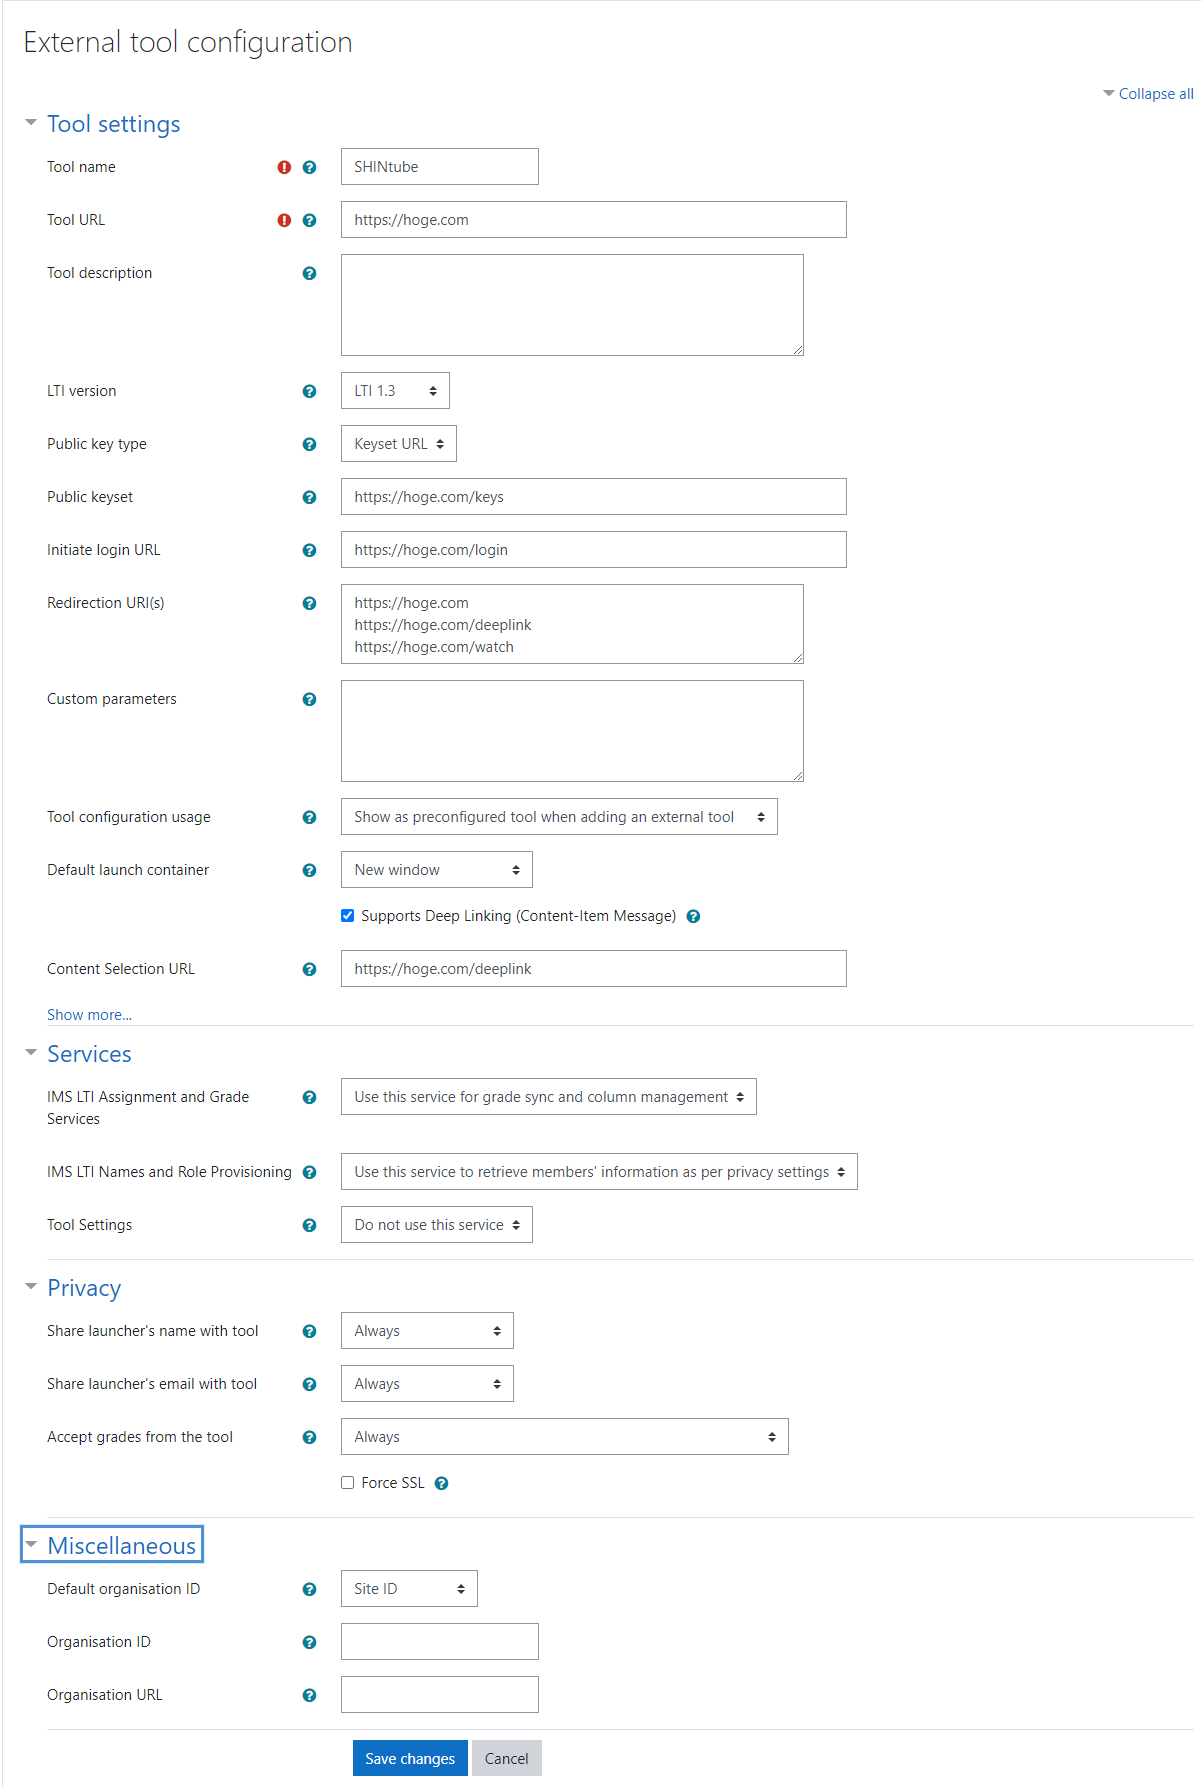 External tool configuration
Collapse all
Tool settings
Tool name
SHINtube
Tool URL
https://hoge.com
Tool description
LTI version
LTI 1.3
Public key type
Keyset URL
Public keyset
https://hoge.com/keys
Initiate login URL
https://hoge.com/login
Redirection URI(s)
https://hoge.com
https://hoge.com/deeplink
https://hoge.com/watch
Custom parameters
Tool configuration usage
Show as preconfigured tool when adding an external tool
Default launch container
New window
Supports Deep Linking (Content-Item Message)
Content Selection URL
https://hoge.com/deeplink
Show more...
Services
IMS LTI Assignment and Grade
Services
Use this service for grade sync and column management
IMS LTI Names and Role Provisioning
Use this service to retrieve members' information as per privacy settings
Tool Settings
Do not use this service
Privacy
Share launcher's name with tool
Always
Share launcher's email with tool
Always
Accept grades from the tool
Always
Force SSL
Miscellaneous
Default organisation ID
Site ID
Organisation ID
Organisation URL
Save changes
Cancel